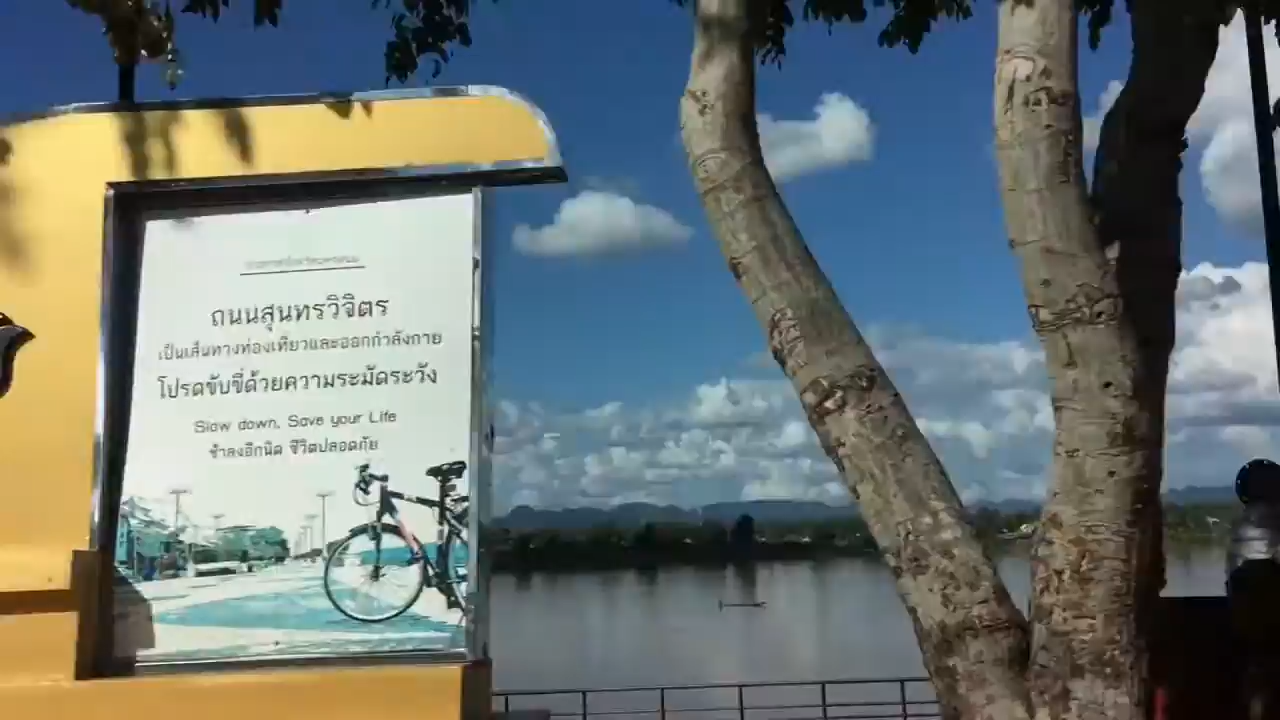 ถนนสุนทรวิจิตร
เป็นเส้นทางท่องเที่ยวและออกกำลังกาย
โปรดขับขี่ด้วยความระมัดระวัง
Slow down, Save your Life
ช้าลงอีกนิด ชีวิตปลอดภัย